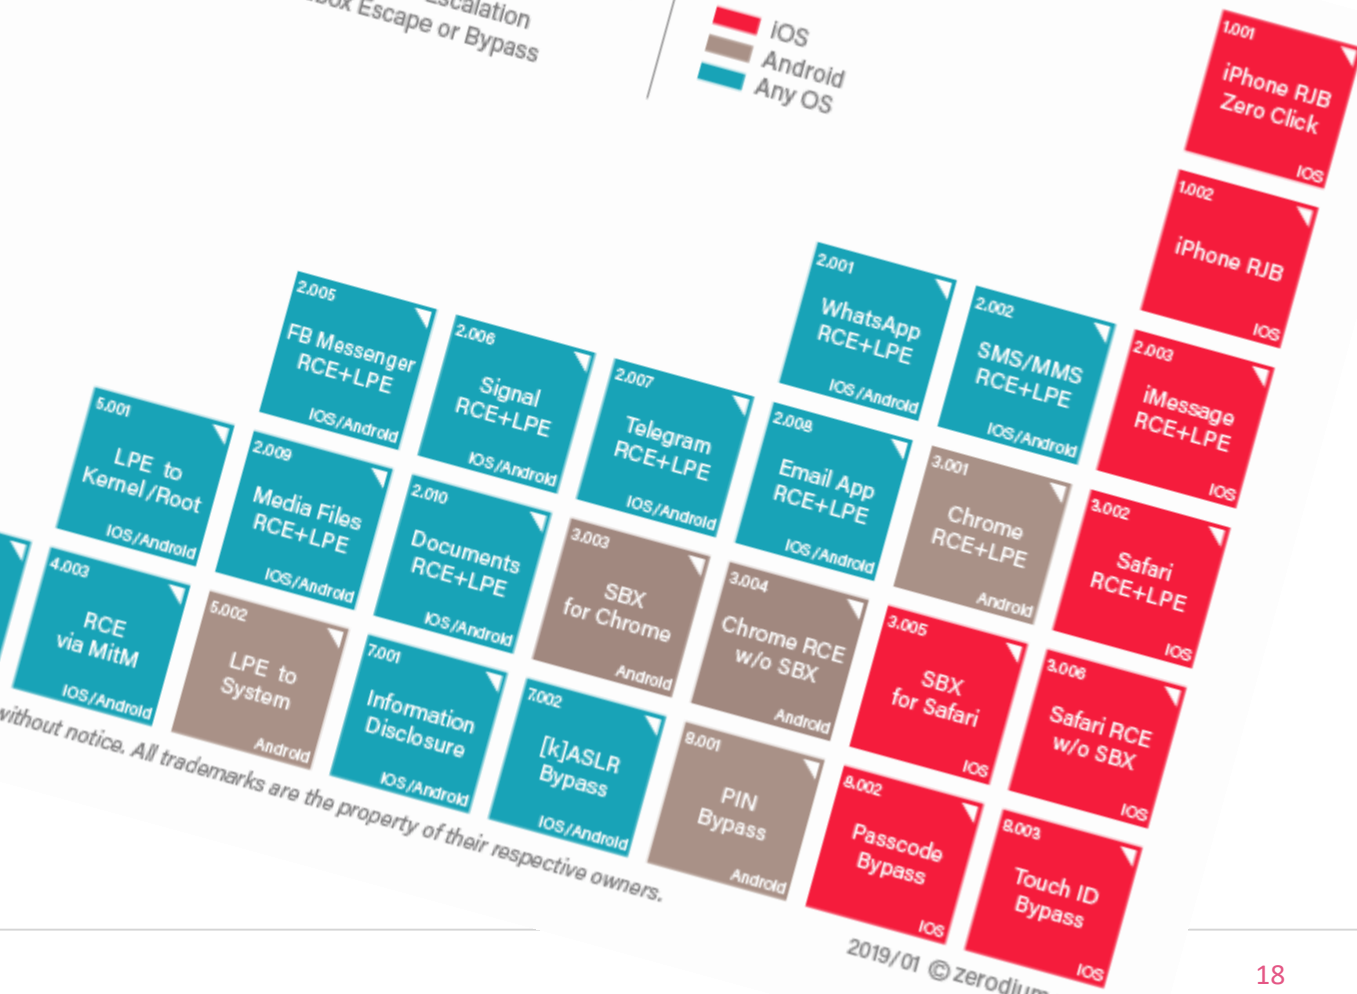 Escalation
Escape or Bypass
iOS
Android
Any OS
1.001
iPhone RJB
Zero Click
IOS
1.002
iPhone RJB
IOS
2.001
WhatsApp
RCE+LPE
IOS/Android
2.002
SMS/MMS
RCE+LPE
IOS/Android
2.003
iMessage
RCE+LPE
IOS
2.005
FB Messenger
RCE+LPE
IOS/Android
2.006
Signal
RCE+LPE
IOS/Android
2.007
Telegram
RCE+LPE
IOS/Android
2.008
Email App
RCE+LPE
IOS/Android
3.001
Chrome
RCE+LPE
Android
3.002
Safari
RCE+LPE
IOS
5.001
LPE to
Kernel/Root
IOS/Android
2.009
Media Files
RCE+LPE
IOS/Android
2.010
Documents
RCE+LPE
IOS/Android
3.003
SBX
for Chrome
Android
3.004
Chrome RCE
w/o SBX
Android
3.005
SBX
for Safari
IOS
3.006
Safari RCE
w/o SBX
IOS
4.003
RCE
via MitM
IOS/Android
5.002
LPE to
System
Android
7.001
Information
Disclosure
IOS/Android
7.002
[k]ASLR
Bypass
IOS/Android
8.001
PIN
Bypass
Android
8.002
Passcode
Bypass
IOS
8.003
Touch ID
Bypass
IOS
without notice. All trademarks are the property of their respective owners.
2019/01 © zerodium
18